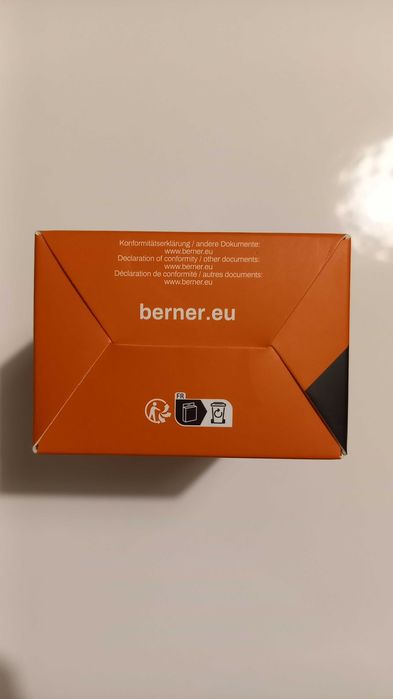 Konformitätserklärung / andere Dokumente:
www.berner.eu
Déclaration of conformity / other documents:
www.berner.eu
Déclaration de conformité / autres documents:
www.berner.eu
berner.eu
FR